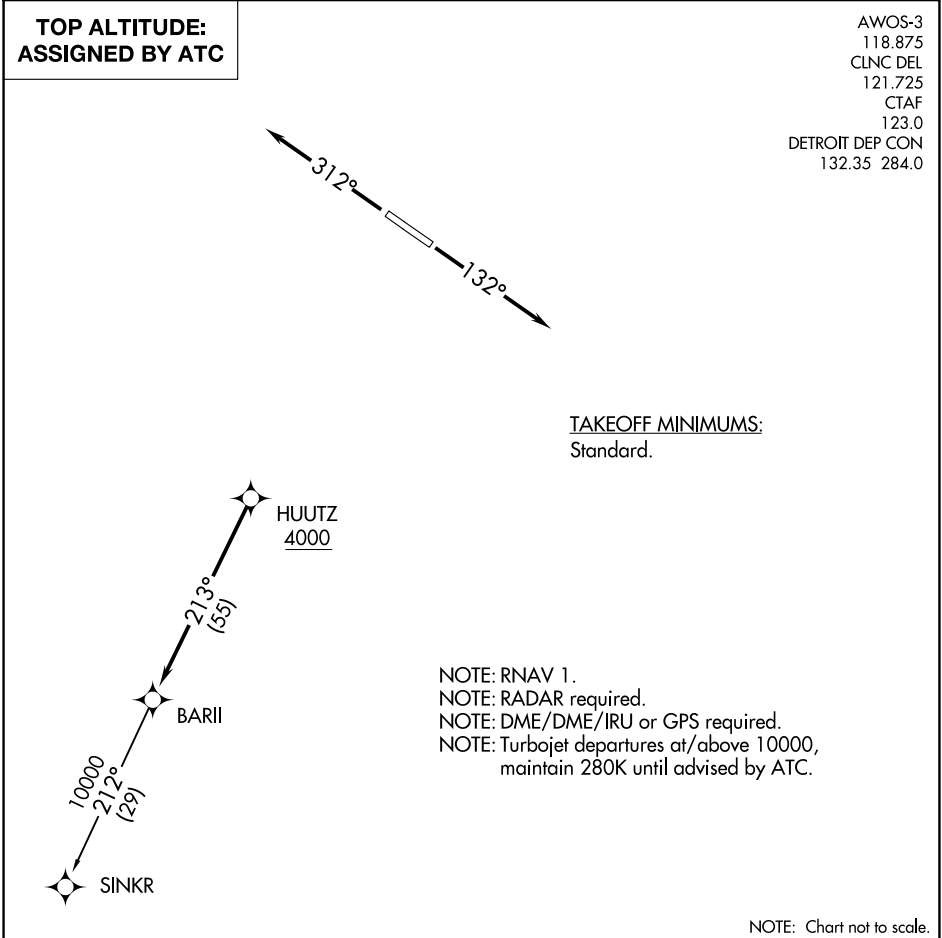 TOP ALTITUDE:
ASSIGNED BY ATC
AWOS-3
118.875
CLNC DEL
121.725
CTAF
123.0
DETROIT DEP CON
132.35 284.0
312°
132°
TAKEOFF MINIMUMS:
Standard.
HUUTZ
4000
213°
(55)
BARII
NOTE: RNAV 1.
NOTE: RADAR required.
NOTE: DME/DME/IRU or GPS required.
NOTE: Turbojet departures at/above 10000,
maintain 280K until advised by ATC.
10000
212°
(29)
SINKR
NOTE: Chart not to scale.